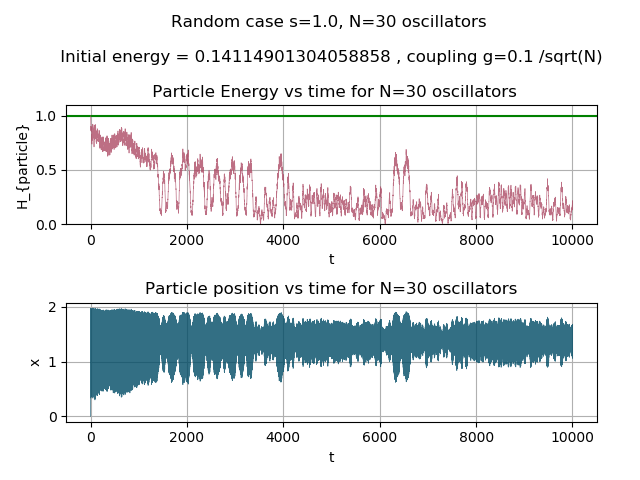 Random case s=1.0, N=30 oscillators
Initial energy = 0.14114901304058858 , coupling g=0.1 /sqrt(N)
Particle Energy vs time for N=30 oscillators
H_{particle}
1.0
0.5
0.0
0 2000 4000 6000 8000 10000
t
Particle position vs time for N=30 oscillators
x
2
1
0
0 2000 4000 6000 8000 10000
t